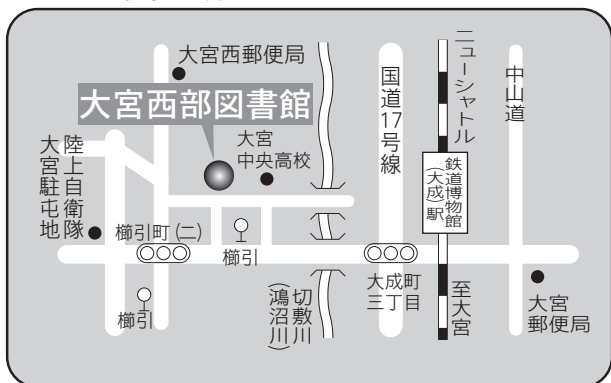 大宮西郵便局
大宮西部図書館
大宮
中央高校
陸上自衛隊
大宮駐屯地
櫛引町(二)
櫛引
櫛引
切敷川
(鴻沼川)
国道17号線
大成町
三丁目
ニューシャトル
鉄道博物館
(大成)駅
至大宮
中山道
大宮
郵便局